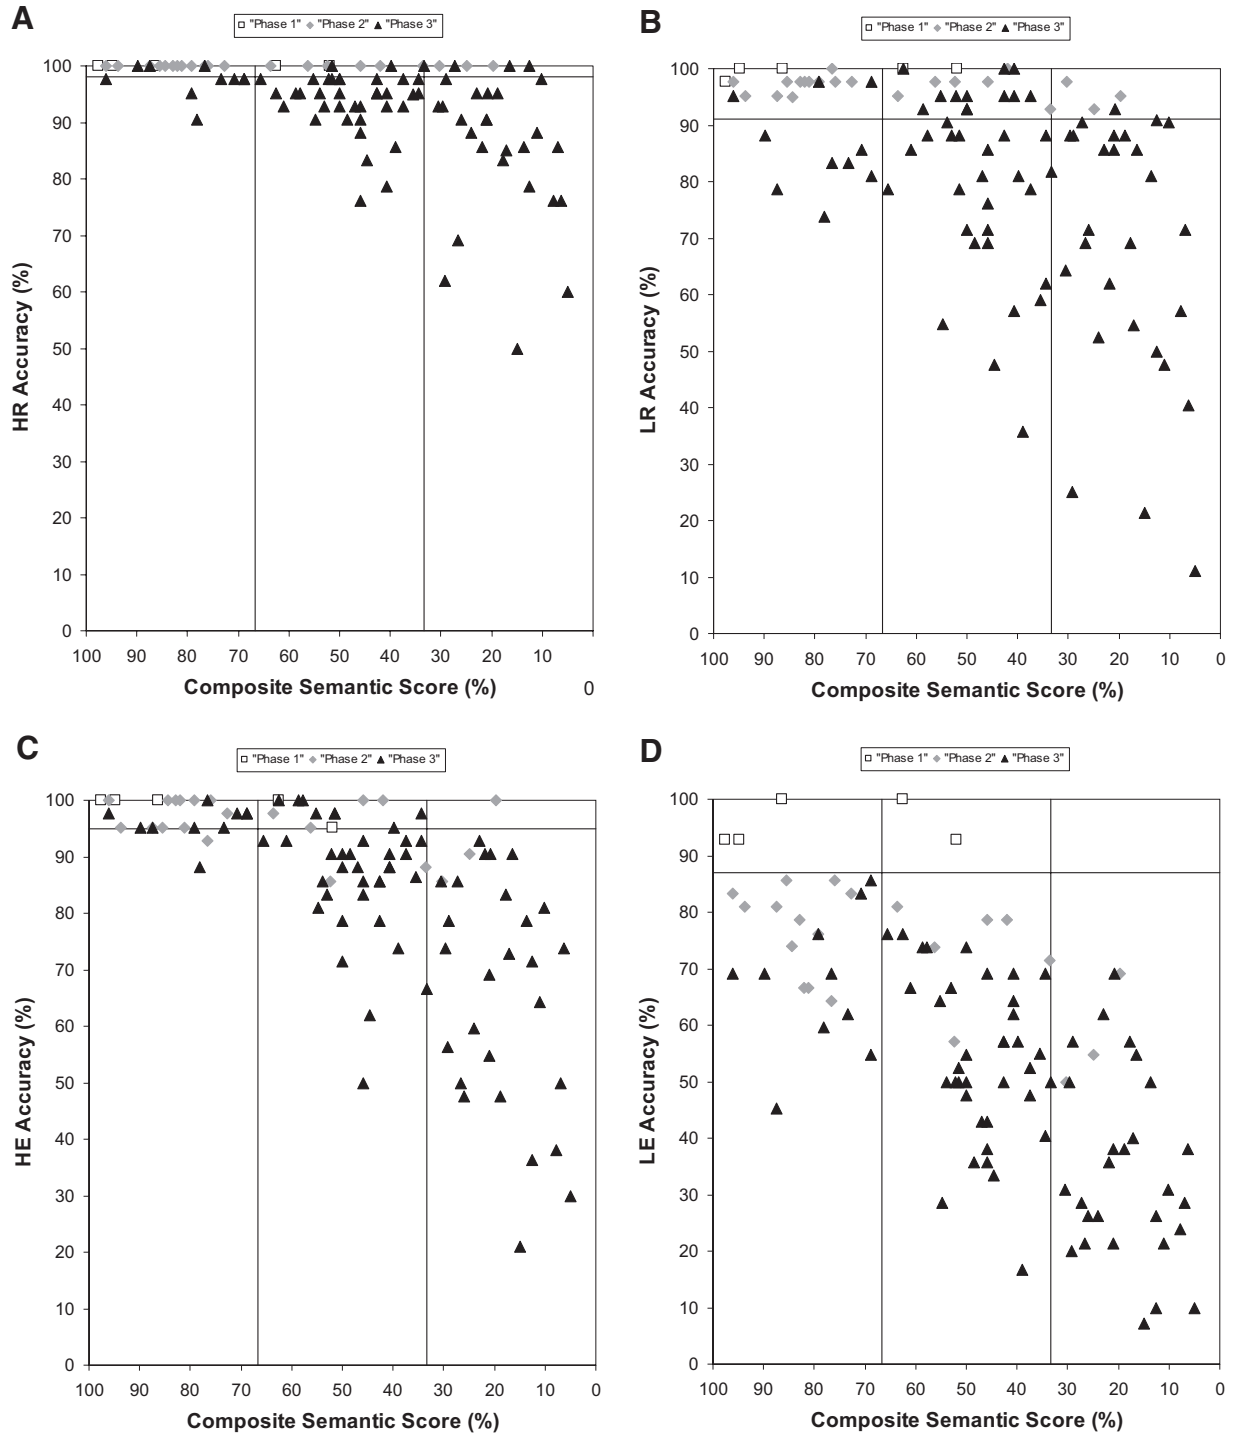 A
"Phase 1" "Phase 2" "Phase 3"
100
90
80
70
60
50
40
30
20
10
0
HR Accuracy (%)
100 90 80 70 60 50 40 30 20 10
0
Composite Semantic Score (%)
B
"Phase 1" "Phase 2" "Phase 3"
100
90
80
70
60
50
40
30
20
10
0
LR Accuracy (%)
100 90 80 70 60 50 40 30 20 10 0
Composite Semantic Score (%)
C
"Phase 1" "Phase 2" "Phase 3"
100
90
80
70
60
50
40
30
20
10
0
HE Accuracy (%)
100 90 80 70 60 50 40 30 20 10 0
Composite Semantic Score (%)
D
"Phase 1" "Phase 2" "Phase 3"
100
90
80
70
60
50
40
30
20
10
0
LE Accuracy (%)
100 90 80 70 60 50 40 30 20 10 0
Composite Semantic Score (%)